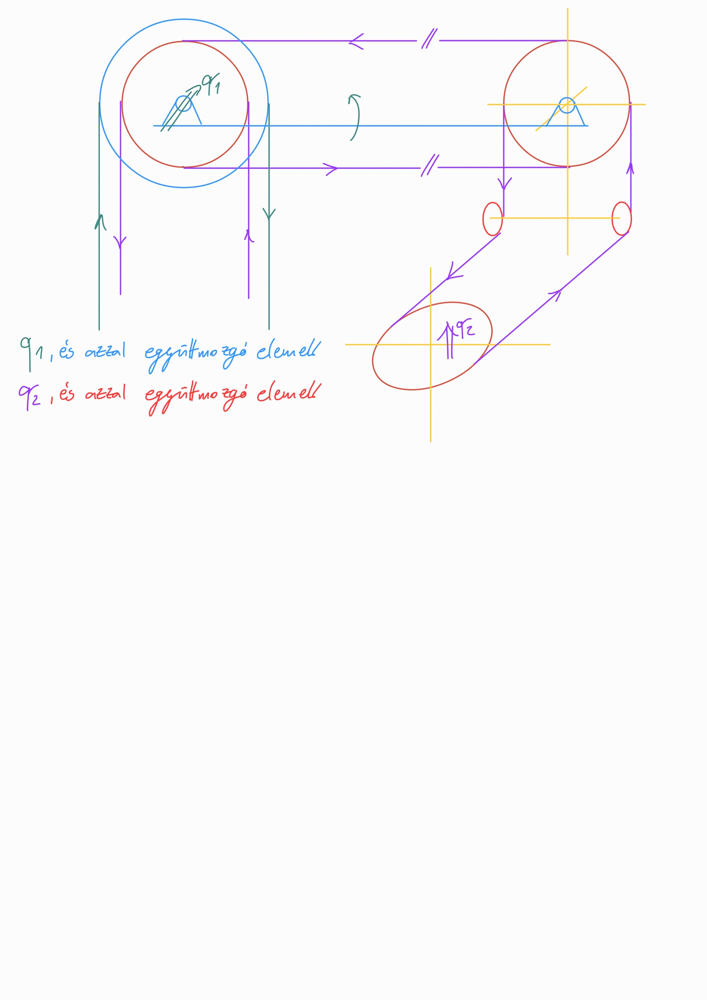 q1
q2
q1, és azzal együttmozgó elemek
q2, és azzal együttmozgó elemek